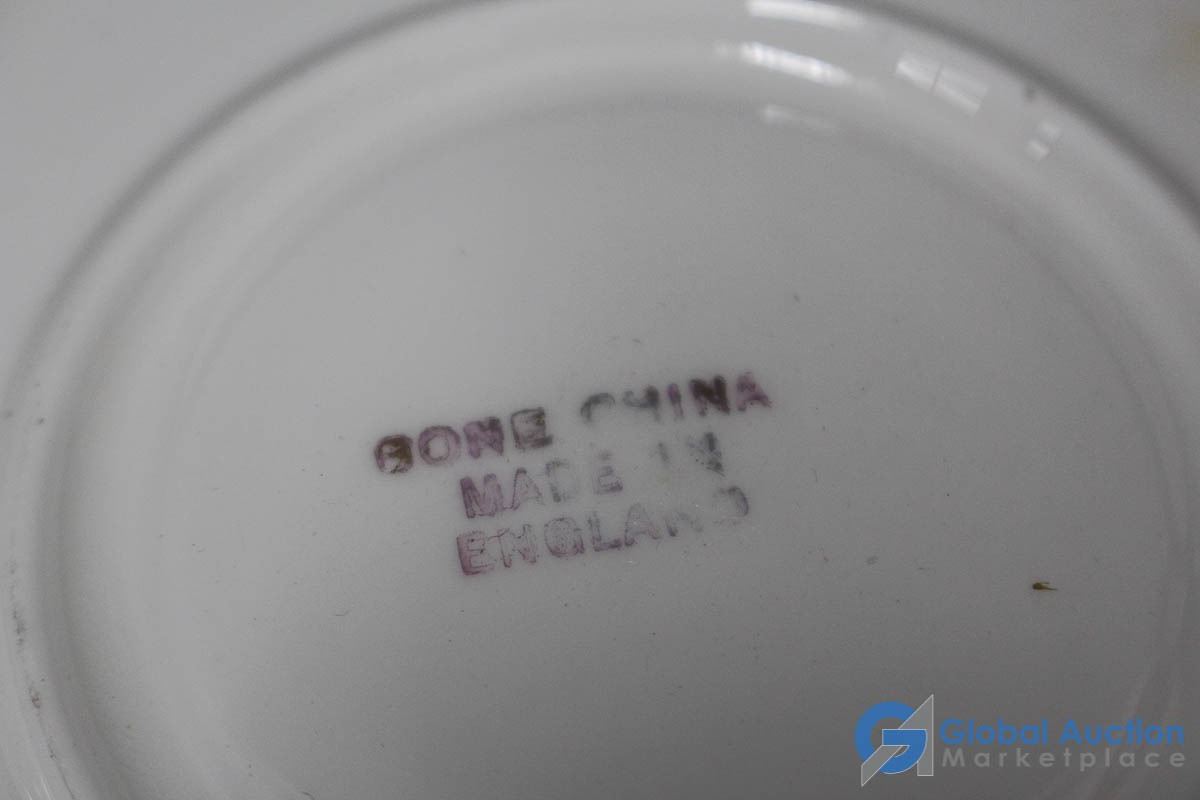 BONE CHINA
MADE IN
ENGLAND
Global Auction
Marketplace